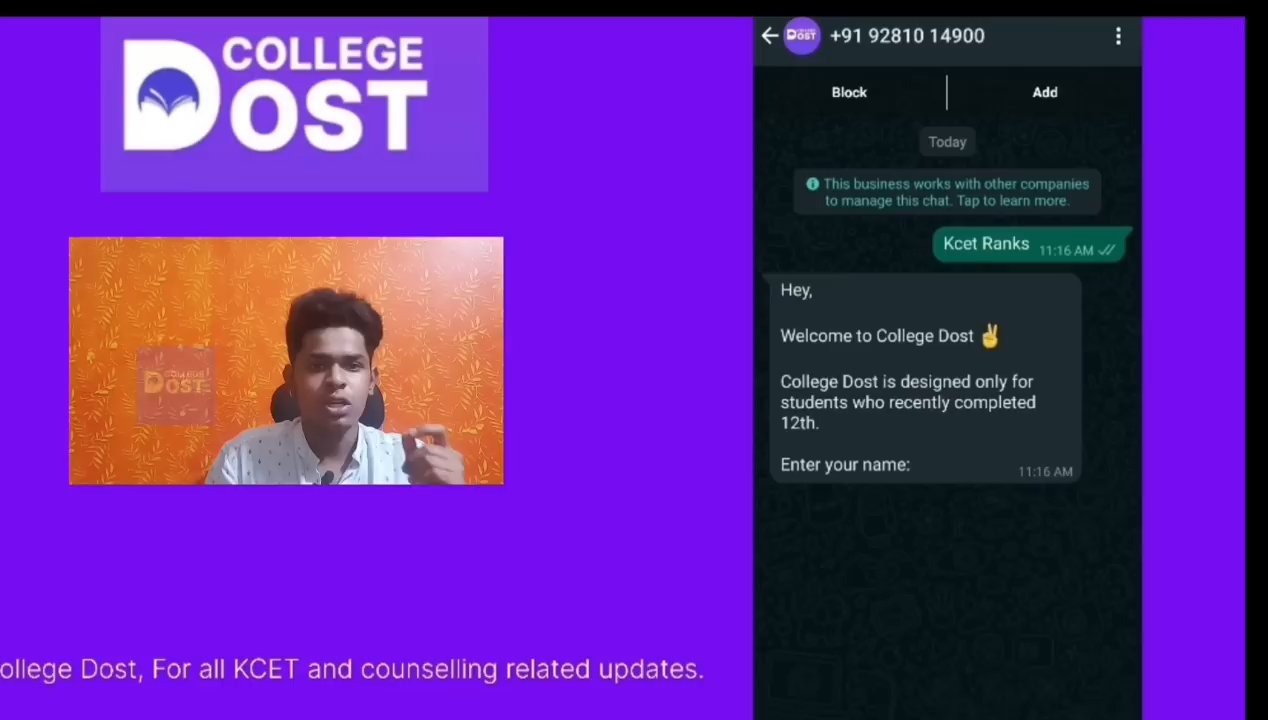 COLLEGE
DOST
+91 92810 14900
Block
Add
Today
This business works with other companies
to manage this chat. Tap to learn more.
Kcet Ranks
11:16 AM
Hey,
Welcome to College Dost ✌
College Dost is designed only for
students who recently completed
12th.
Enter your name:
11:16 AM
COLLEGE
DOST
ollege Dost, For all KCET and counselling related updates.